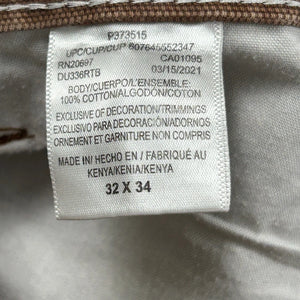 P373515
UPC/CUP/CUP 607645552347
RN20697 CA01095
DU336RTB 03/15/2021
BODY/CUERPO/L'ENSEMBLE:
100% COTTON/ALGODÓN/COTON
EXCLUSIVE OF DECORATION/TRIMMINGS
EXCLUSIVO PARA DECORACIÓN/ADORNOS
ORNEMENT ET GARNITURE NON COMPRIS
MADE IN/ HECHO EN / FABRIQUÉ AU
KENYA/KENIA/KENYA
32 X 34